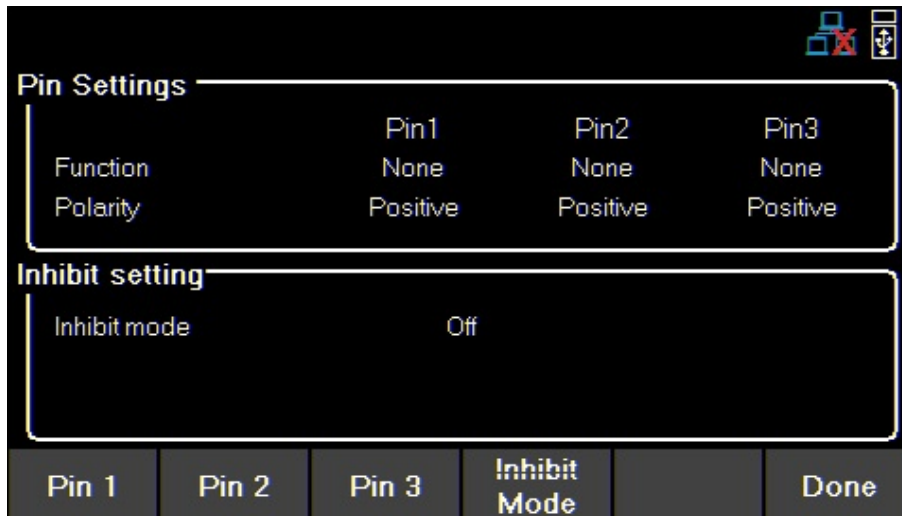 Pin Settings
Pin1 Pin2 Pin3
Function None None None
Polarity Positive Positive Positive
Inhibit setting
Inhibit mode Off
Pin 1 Pin 2 Pin 3 Inhibit Mode Done